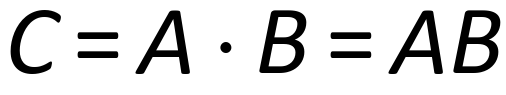 C = A · B = AB